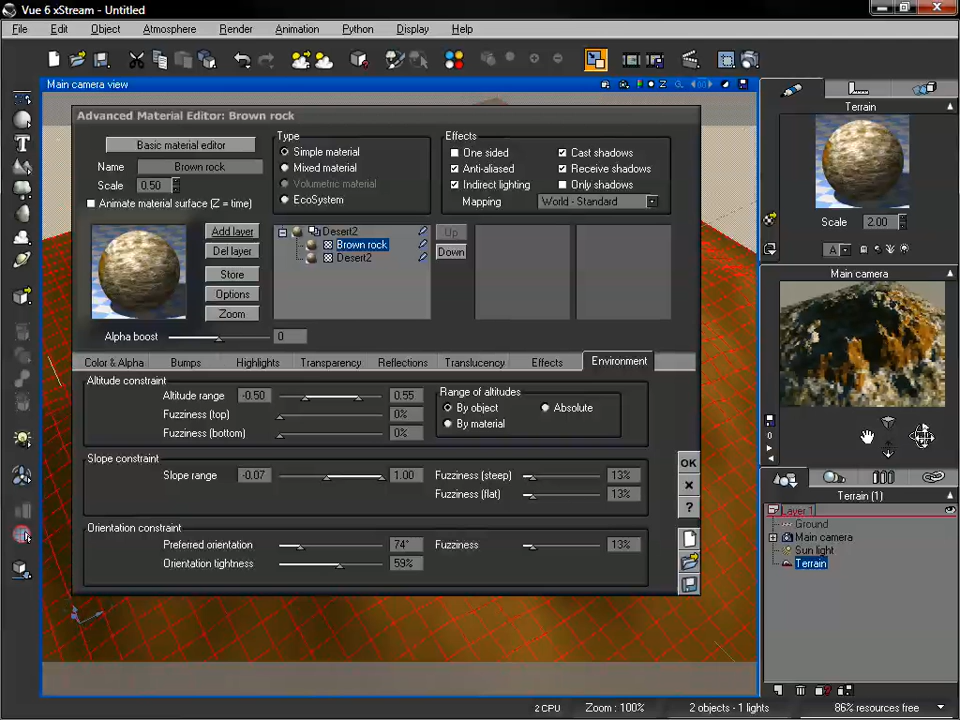 Vue 6 xStream - Untitled
File Edit Object Atmosphere Render Animation Python Display Help
Main camera view
Advanced Material Editor: Brown rock
Basic material editor
Name Brown rock
Scale 0.50
Animate material surface (Z = time)
Type
Simple material
Mixed material
Volumetric material
EcoSystem
Effects
One sided Cast shadows
Anti-aliased Receive shadows
Indirect lighting Only shadows
Mapping World - Standard
Add layer
Del layer
Store
Options
Zoom
Desert2
Brown rock
Desert2
Up
Down
Alpha boost 0
Color & Alpha Bumps Highlights Transparency Reflections Translucency Effects Environment
Altitude constraint
Altitude range -0.50 0.55
Fuzziness (top) 0%
Fuzziness (bottom) 0%
Range of altitudes
By object Absolute
By material
Slope constraint
Slope range -0.07 1.00 Fuzziness (steep) 13%
Fuzziness (flat) 13%
Orientation constraint
Preferred orientation 74° Fuzziness 13%
Orientation tightness 59%
OK
?
Terrain
Scale 2.00
A
Main camera
0
Terrain (1)
Layer 1
Ground
Main camera
Sun light
Terrain
2 CPU Zoom : 100% 2 objects - 1 lights 86% resources free